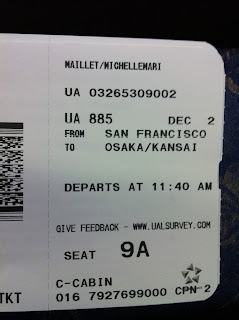 MAILLET/MICHELLEMARI
UA 03265309002
UA 885 DEC 2
FROM SAN FRANCISCO
TO OSAKA/KANSAI
DEPARTS AT 11:40 AM
GIVE FEEDBACK - WWW.UALSURVEY.COM
SEAT 9A
C-CABIN
TKT 016 7927699000 CPN 2